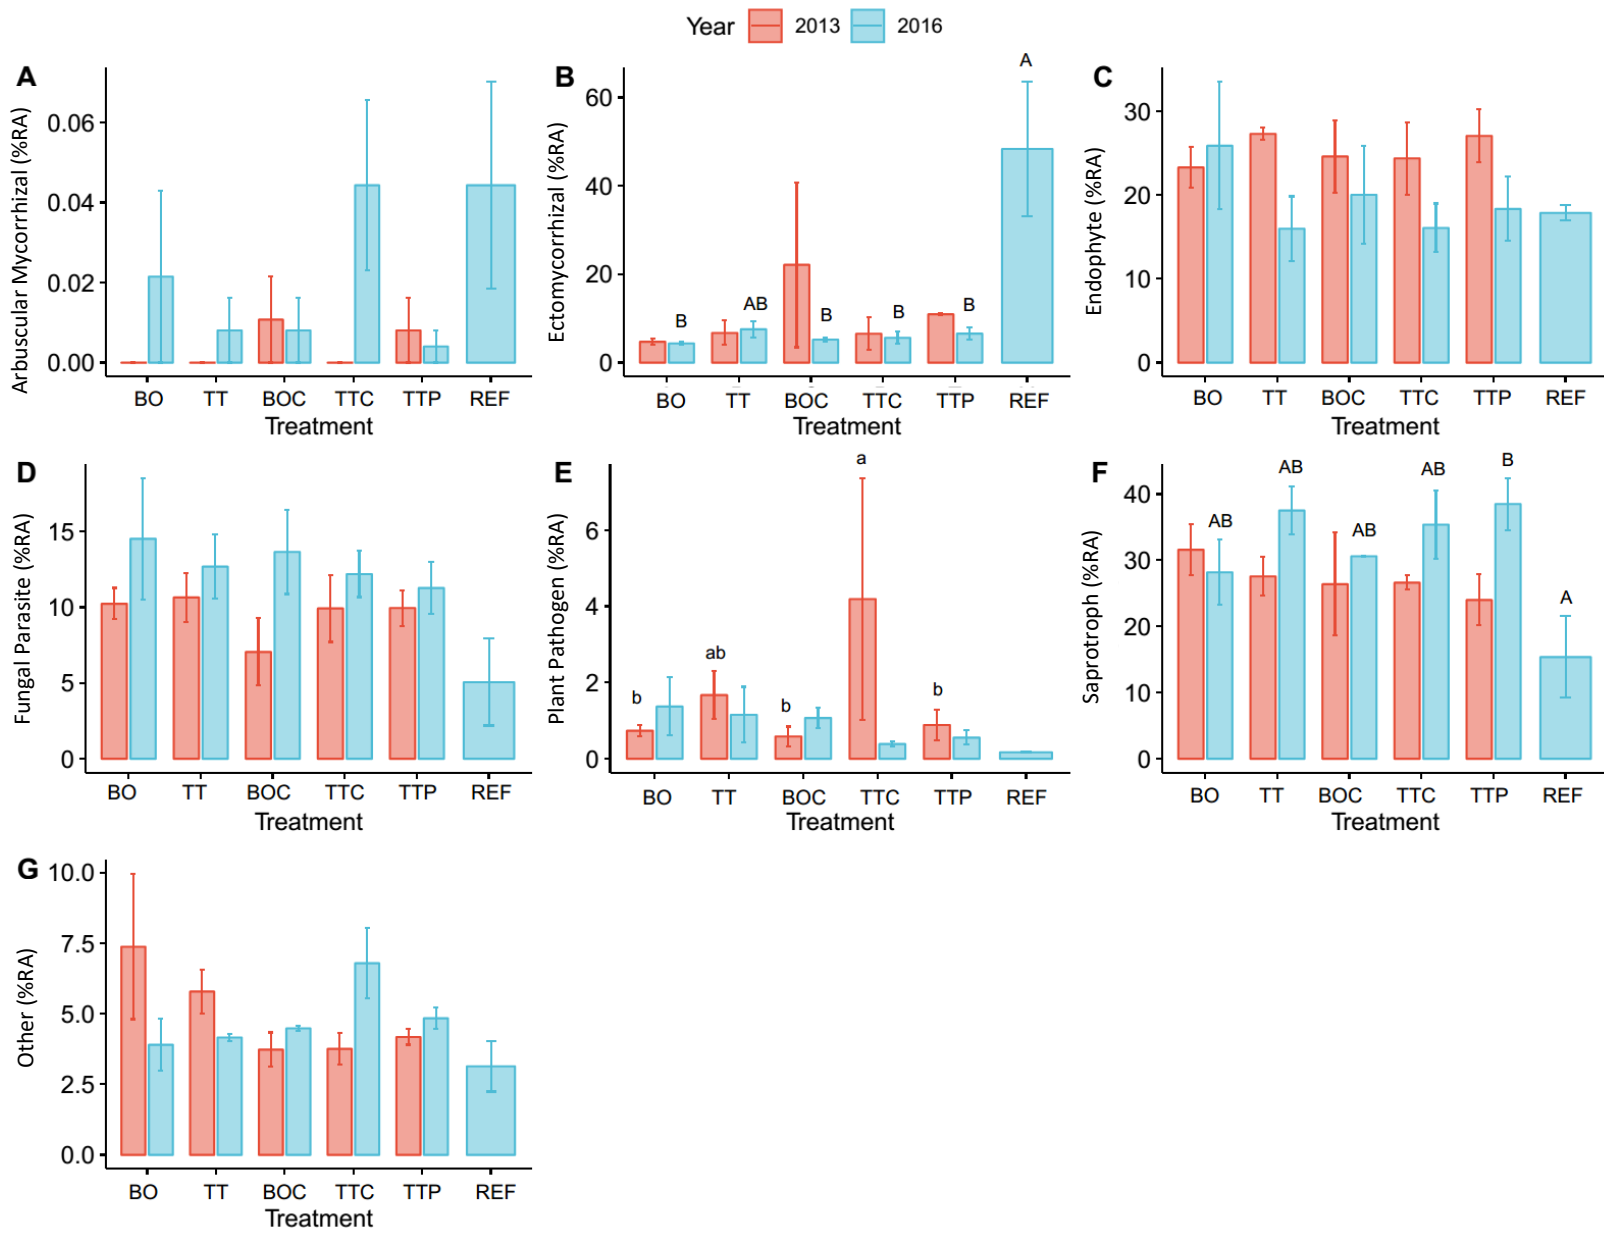 Year 2013 2016
A
Arbuscular Mycorrhizal (%RA)
0.06
0.04
0.02
0.00
BO TT BOC TTC TTP REF
Treatment
B
Ectomycorrhizal (%RA)
60
40
20
0
B AB B B B A
BO TT BOC TTC TTP REF
Treatment
C
Endophyte (%RA)
30
20
10
0
BO TT BOC TTC TTP REF
Treatment
D
Fungal Parasite (%RA)
15
10
5
0
BO TT BOC TTC TTP REF
Treatment
E
Plant Pathogen (%RA)
6
4
2
0
b ab b a b
BO TT BOC TTC TTP REF
Treatment
F
Saprotroph (%RA)
40
30
20
10
0
AB AB AB AB B A
BO TT BOC TTC TTP REF
Treatment
G
Other (%RA)
10.0
7.5
5.0
2.5
0.0
BO TT BOC TTC TTP REF
Treatment